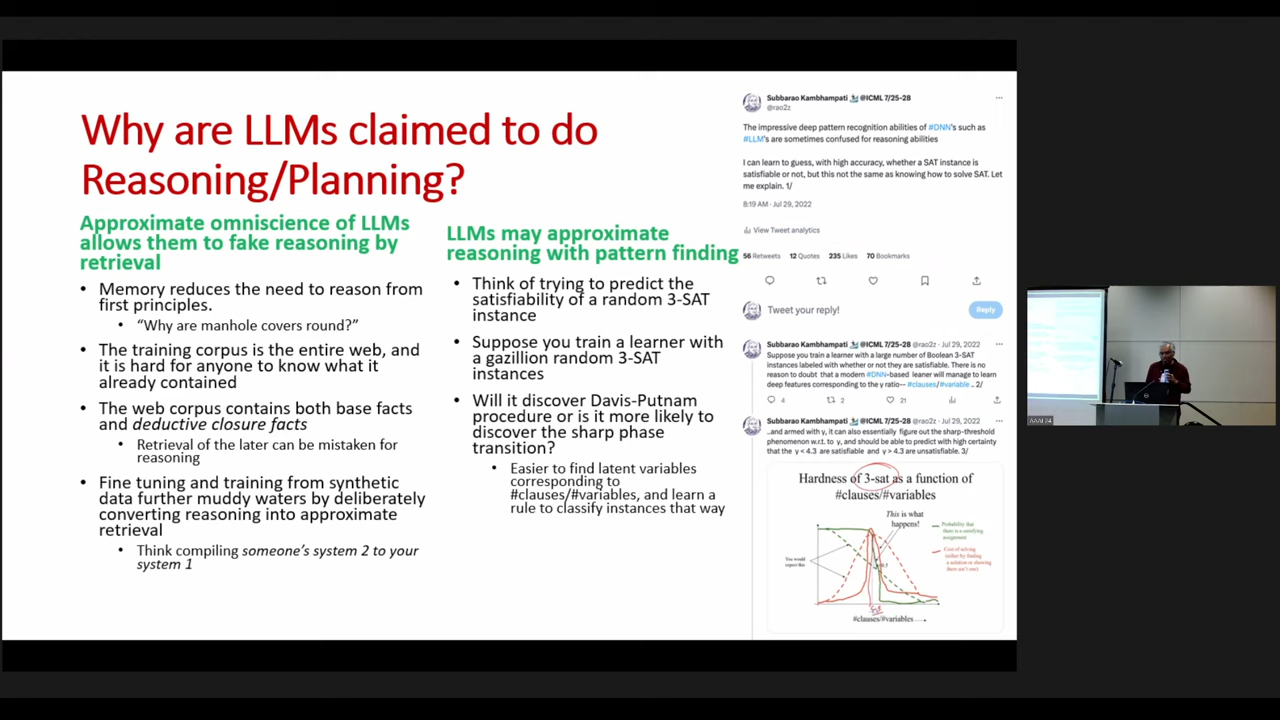 Why are LLMs claimed to do
Reasoning/Planning?
Approximate omniscience of LLMs
allows them to fake reasoning by
retrieval
• Memory reduces the need to reason from
first principles.
• “Why are manhole covers round?”
• The training corpus is the entire web, and
it is hard for anyone to know what it
already contained
• The web corpus contains both base facts
and deductive closure facts
• Retrieval of the later can be mistaken for
reasoning
• Fine tuning and training from synthetic
data further muddy waters by deliberately
converting reasoning into approximate
retrieval
• Think compiling someone's system 2 to your
system 1
LLMs may approximate
reasoning with pattern finding
• Think of trying to predict the
satisfiability of a random 3-SAT
instance
• Suppose you train a learner with
a gazillion random 3-SAT
instances
• Will it discover Davis-Putnam
procedure or is it more likely to
discover the sharp phase
transition?
• Easier to find latent variables
corresponding to
#clauses/#variables, and learn a
rule to classify instances that way
Subbarao Kambhampati @ICML 7/25-28
@rao2z
The impressive deep pattern recognition abilities of #DNN's such as
#LLM's are sometimes confused for reasoning abilities
I can learn to guess, with high accuracy, whether a SAT instance is
satisfiable or not, but this not the same as knowing how to solve SAT. Let
me explain. 1/
8:19 AM · Jul 29, 2022
View Tweet analytics
56 Retweets 12 Quotes 235 Likes 70 Bookmarks
Tweet your reply!
Reply
Subbarao Kambhampati @ICML 7/25-28 @rao2z · Jul 29, 2022
Suppose you train a learner with a large number of Boolean 3-SAT
instances labeled with whether or not they are satisfiable. There is no
reason to doubt that a modern #DNN-based leaner will manage to learn
deep features corresponding to the γ ratio-- #clauses/#variable .. 2/
4 2 21
Subbarao Kambhampati @ICML 7/25-28 @rao2z · Jul 29, 2022
..and armed with γ, it can also essentially figure out the sharp-threshold
phenomenon w.r.t. to γ, and should be able to predict with high certainty
that the γ < 4.3 are satisfiable and γ > 4.3 are unsatisfiable. 3/
Hardness of 3-sat as a function of
#clauses/#variables
This is what
happens!
You would
expect this
Probability that
there is a satisfying
assignment
Cost of solving
(either by finding
a solution or showing
there ain't one)
#clauses/#variables
AAAI 24